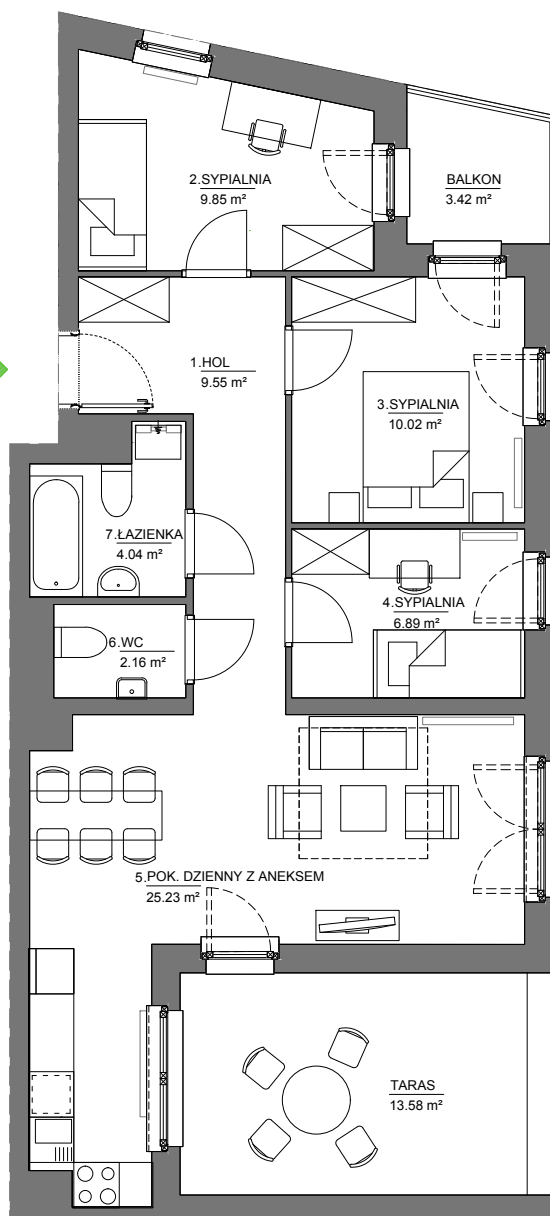 2.SYPIALNIA
9.85 m²
BALKON
3.42 m²
1.HOL
9.55 m²
3.SYPIALNIA
10.02 m²
7.ŁAZIENKA
4.04 m²
4.SYPIALNIA
6.89 m²
6.WC
2.16 m²
5.POK. DZIENNY Z ANEKSEM
25.23 m²
TARAS
13.58 m²